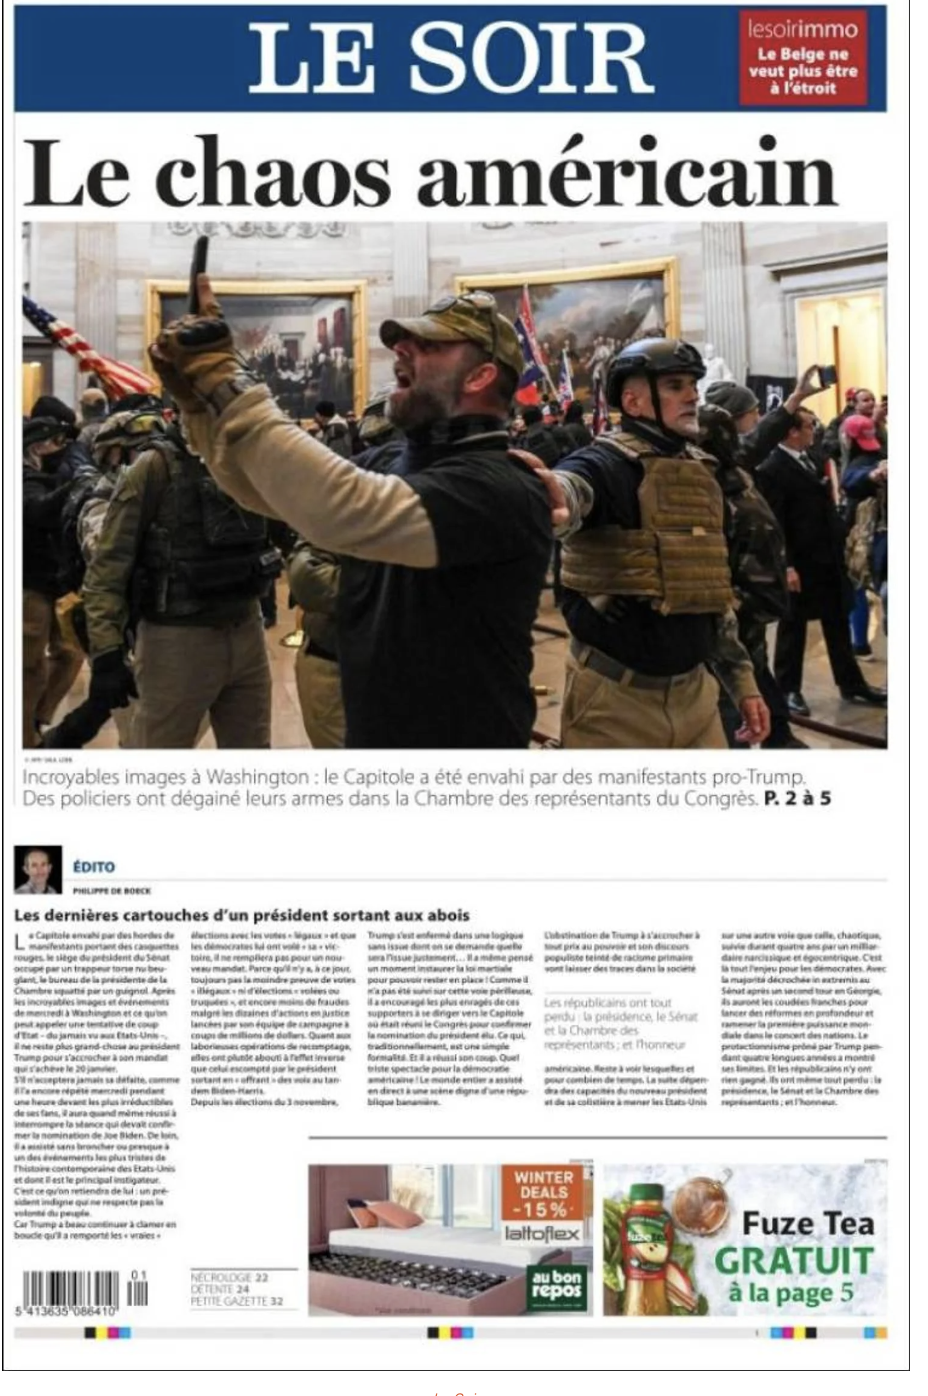 LE SOIR
lesoirimmo
Le Belge ne
veut plus être
à l'étroit
Le chaos américain
Incroyables images à Washington : le Capitole a été envahi par des manifestants pro-Trump.
Des policiers ont dégainé leurs armes dans la Chambre des représentants du Congrès. P. 2 à 5
ÉDITO
PHILIPPE DE BOECK
Les dernières cartouches d'un président sortant aux abois
Le Capitole envahi par des hordes de
manifestants portant des casquettes
rouges, le siège du président du Sénat
occupé par un trappeur torse nu beu-
glant, le bureau de la présidente de la
Chambre squatté par un guignol. Après
les incroyables images et événements
de mercredi à Washington et ce qu'on
peut appeler une tentative de coup
d'Etat – du jamais vu aux Etats-Unis –,
il ne reste plus grand-chose au président
Trump pour s'accrocher à son mandat
qui s'achève le 20 janvier.
S'il n'acceptera jamais sa défaite, comme
il l'a encore répété mercredi pendant
une heure devant les plus irréductibles
de ses fans, il aura quand même réussi à
interrompre la séance qui devait confir-
mer la nomination de Joe Biden. De loin,
il a assisté sans broncher ou presque à
un des événements les plus tristes de
l'histoire contemporaine des Etats-Unis
et dont il est le principal instigateur.
C'est ce qu'on retiendra de lui : un pré-
sident indigne qui ne respecte pas la
volonté du peuple.
Car Trump a beau continuer à clamer en
boucle qu'il a remporté les « vraies »
élections avec les votes « légaux » et que
les démocrates lui ont volé « sa » vic-
toire, il ne rempilera pas pour un nou-
veau mandat. Parce qu'il n'y a, à ce jour,
toujours pas la moindre preuve de votes
« illégaux » ni d'élections « volées ou
truquées », et encore moins de fraudes
malgré les dizaines d'actions en justice
lancées par son équipe de campagne à
coups de millions de dollars. Quant aux
laborieuses opérations de recomptage,
elles ont plutôt abouti à l'effet inverse
que celui escompté par le président
sortant en « offrant » des voix au tan-
dem Biden-Harris.
Depuis les élections du 3 novembre,
Trump s'est enfermé dans une logique
sans issue dont on se demande quelle
sera l'issue justement... Il a même pensé
un moment instaurer la loi martiale
pour pouvoir rester en place ! Comme il
n'a pas été suivi sur cette voie périlleuse,
il a encouragé les plus enragés de ces
supporters à se diriger vers le Capitole
où était réuni le Congrès pour confirmer
la nomination du président élu. Ce qui,
traditionnellement, est une simple
formalité. Et il a réussi son coup. Quel
triste spectacle pour la démocratie
américaine ! Le monde entier a assisté
en direct à une scène digne d'une répu-
blique bananière.
L'obstination de Trump à s'accrocher à
tout prix au pouvoir et son discours
populiste teinté de racisme primaire
vont laisser des traces dans la société
Les républicains ont tout
perdu : la présidence, le Sénat
et la Chambre des
représentants ; et l'honneur
américaine. Reste à voir lesquelles et
pour combien de temps. La suite dépen-
dra des capacités du nouveau président
et de sa colistière à mener les Etats-Unis
sur une autre voie que celle, chaotique,
suivie durant quatre ans par un milliar-
daire narcissique et égocentrique. C'est
là tout l'enjeu pour les démocrates. Avec
la majorité décrochée in extremis au
Sénat après un second tour en Géorgie,
ils auront les coudées franches pour
lancer des réformes en profondeur et
ramener la première puissance mon-
diale dans le concert des nations. Le
protectionnisme prôné par Trump pen-
dant quatre longues années a montré
ses limites. Et les républicains n'y ont
rien gagné. Ils ont même tout perdu : la
présidence, le Sénat et la Chambre des
représentants ; et l'honneur.
01
5 413635 086410
NÉCROLOGIE 22
DÉTENTE 24
PETITE GAZETTE 32
WINTER
DEALS
-15%
lattoflex
au bon
repos
Fuze Tea
GRATUIT
à la page 5